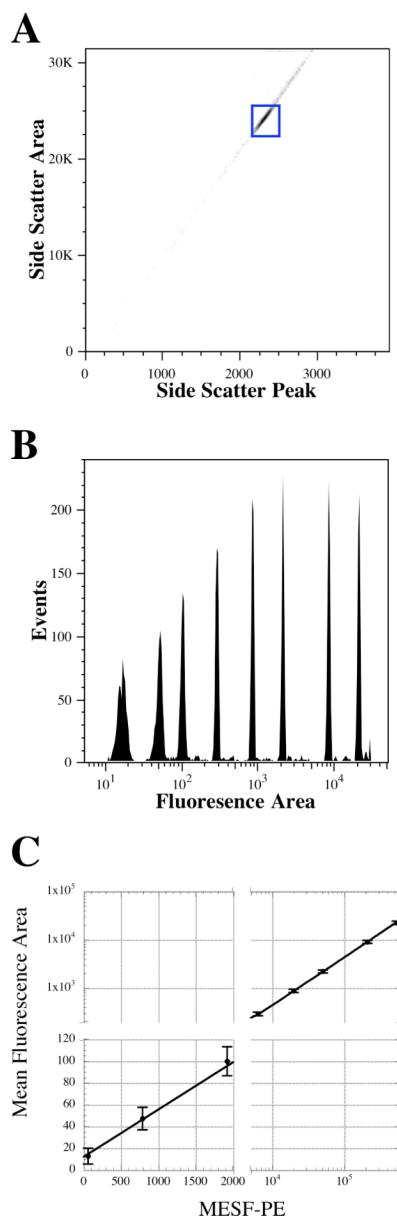 A
30K
20K
10K
0
Side Scatter Area
0 1000 2000 3000
Side Scatter Peak
B
200
150
100
50
0
Events
10¹ 10² 10³ 10⁴
Fluoresence Area
C
1x10⁵
1x10⁴
1x10³
120
100
80
60
40
20
0
Mean Fluorescence Area
0 500 1000 1500 2000 10⁴ 10⁵
MESF-PE